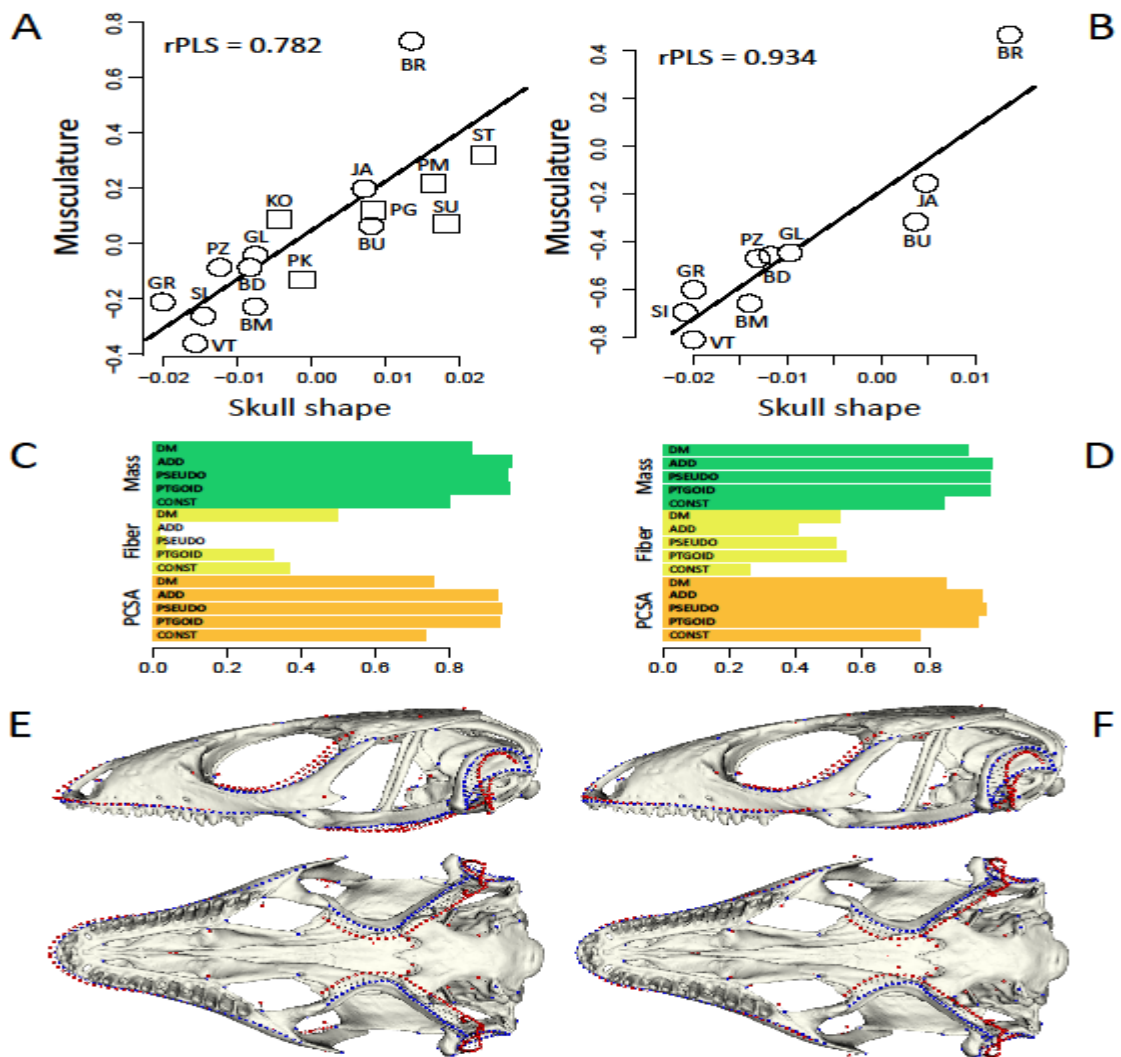 A
rPLS = 0.782
Musculature
0.8
0.6
0.4
0.2
0.0
-0.2
-0.4
BR
ST
JA
PM
KO
PG
SU
BU
GL
PZ
PK
BD
GR
SI
BM
VT
−0.02
−0.01
0.00
0.01
0.02
Skull shape
B
rPLS = 0.934
Musculature
0.4
0.2
0.0
-0.2
-0.4
-0.6
-0.8
BR
JA
BU
PZ
GL
BD
GR
SI
BM
VT
−0.02
−0.01
0.00
0.01
Skull shape
C
Mass
DM
ADD
PSEUDO
PTGOID
CONST
Fiber
DM
ADD
PSEUDO
PTGOID
CONST
PCSA
DM
ADD
PSEUDO
PTGOID
CONST
0.0 0.2 0.4 0.6 0.8
D
Mass
DM
ADD
PSEUDO
PTGOID
CONST
Fiber
DM
ADD
PSEUDO
PTGOID
CONST
PCSA
DM
ADD
PSEUDO
PTGOID
CONST
0.0 0.2 0.4 0.6 0.8
E
F